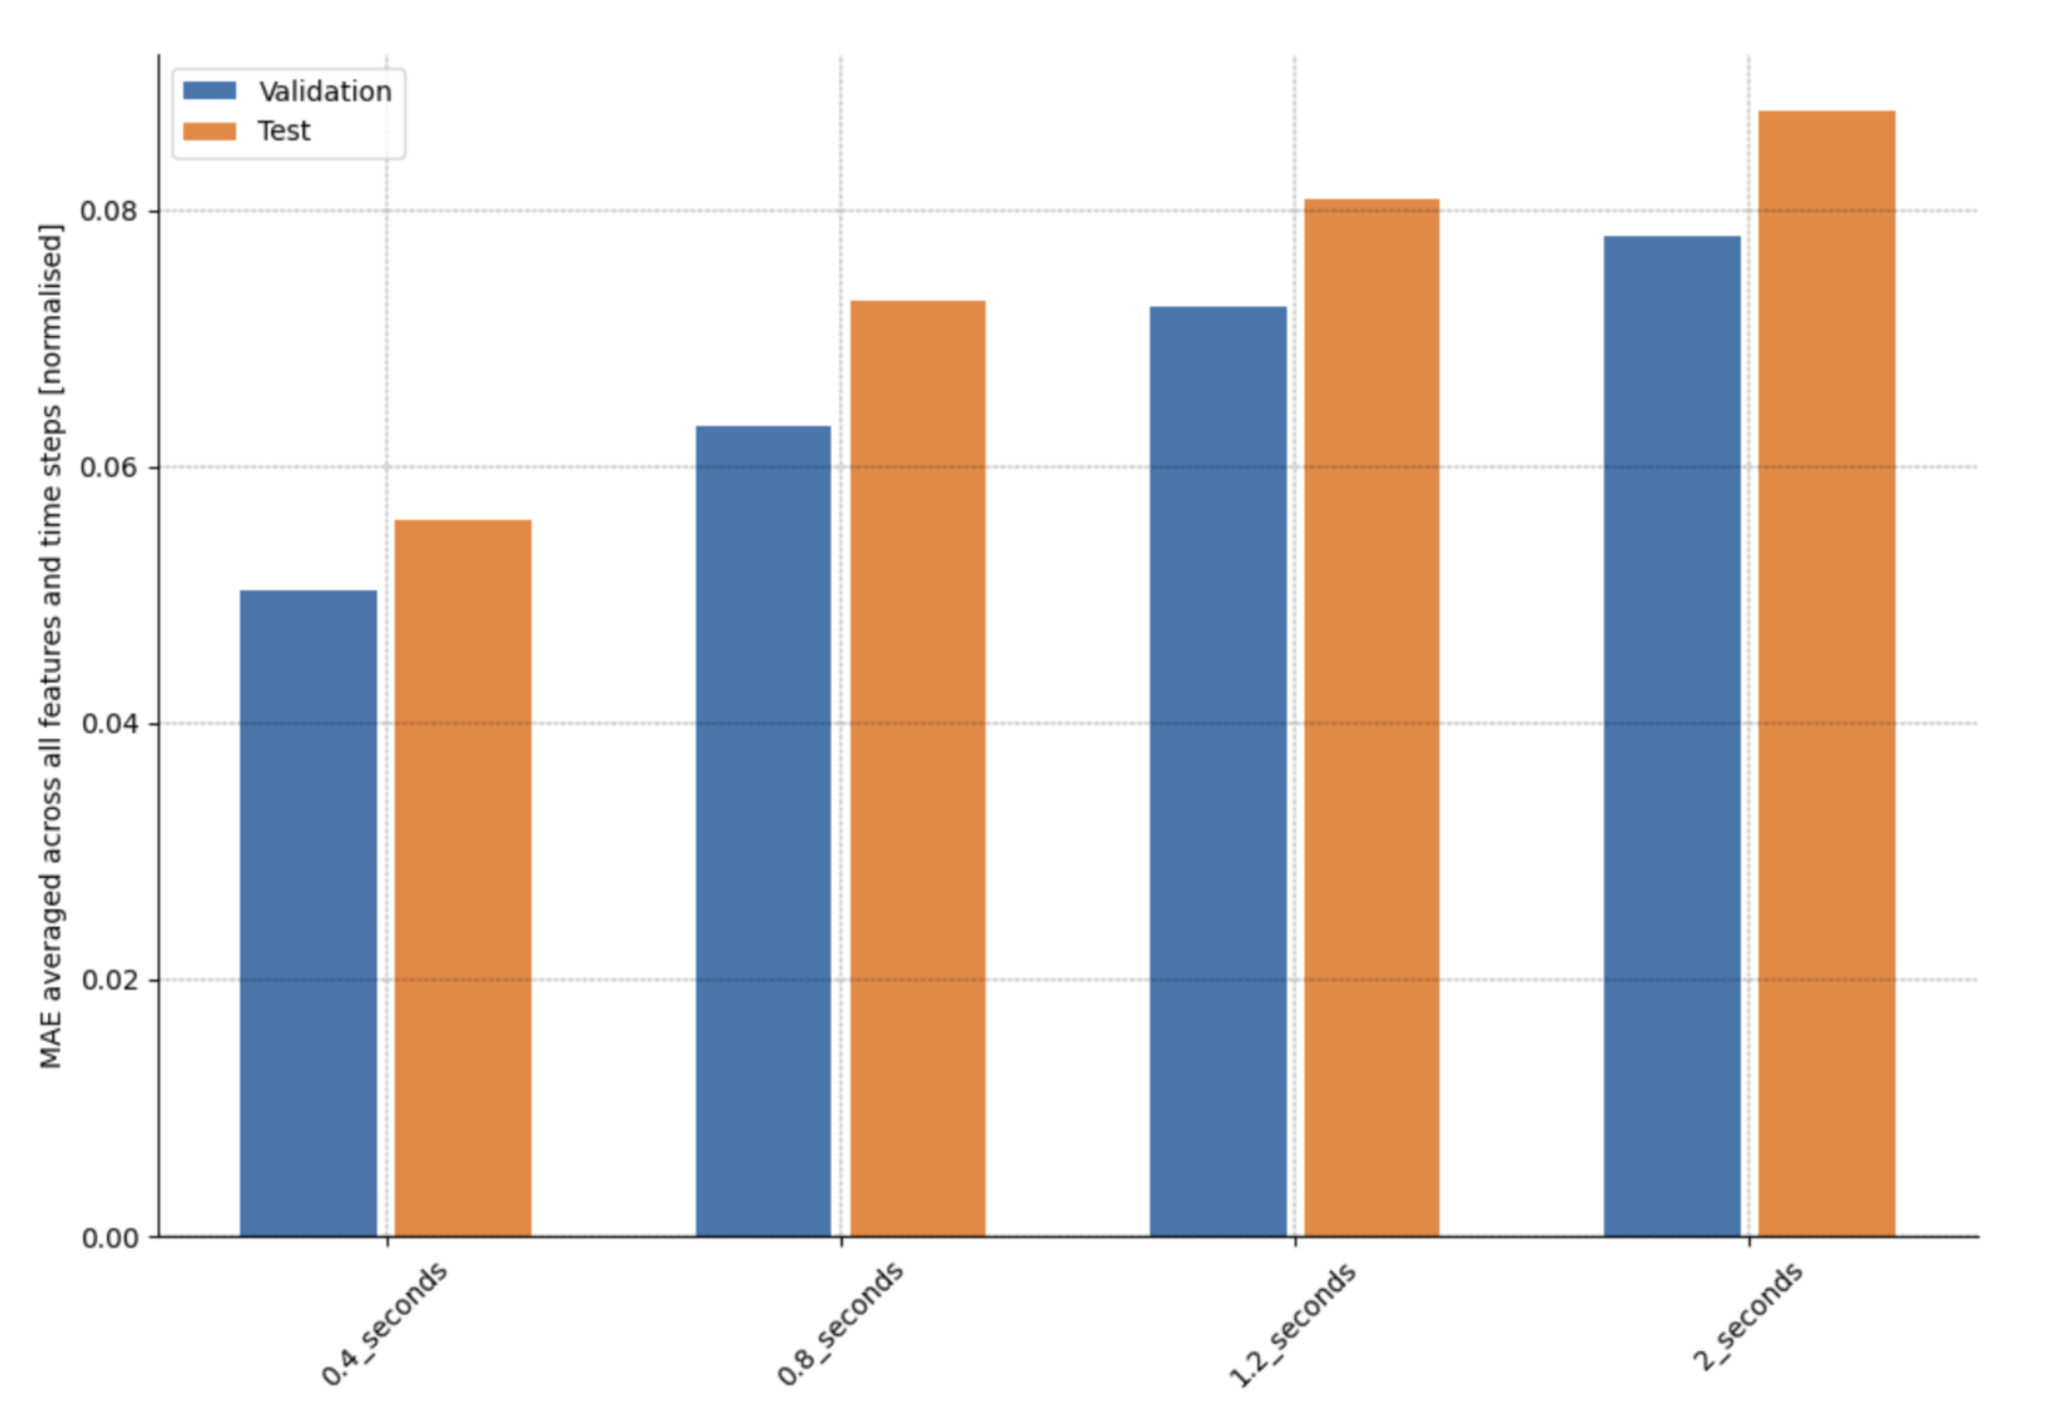 Validation
Test
MAE averaged across all features and time steps [normalised]
0.08
0.06
0.04
0.02
0.00
0.4_seconds
0.8_seconds
1.2_seconds
2_seconds